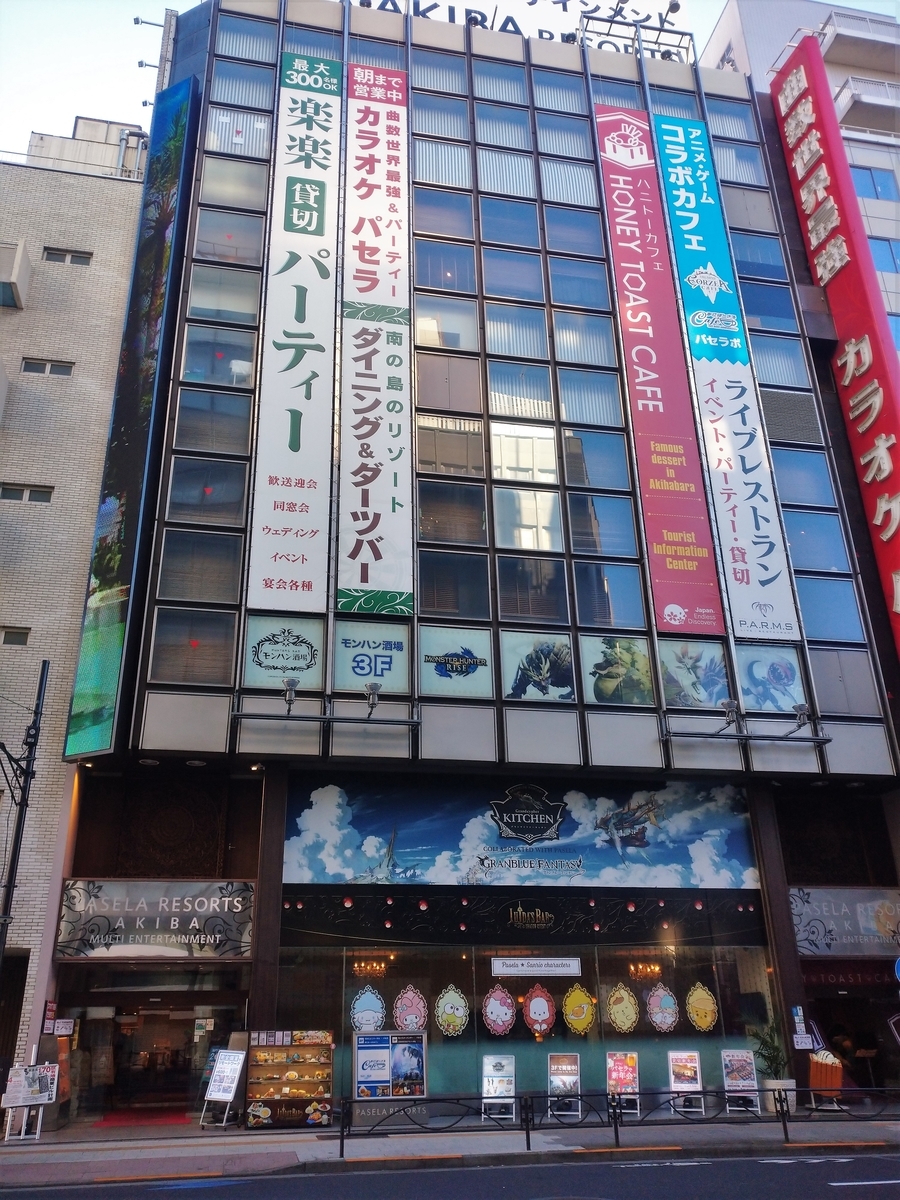 インメント
AKIBA
RESORTS
最大
300名様OK
楽楽
貸切
パーティー
歓送迎会
同窓会
ウェディング
イベント
宴会各種
朝まで
営業中
曲数世界最強&パーティー
カラオケ パセラ
南の島のリゾート
ダイニング&ダーツバー
ハニトーカフェ
HONEY TOAST CAFE
Famous
dessert
in
Akihabara
Tourist
Information
Center
Japan.
Endless
Discovery.
アニメ・ゲーム
コラボカフェ
パセラボ
ライブレストラン
イベント・パーティー・貸切
P.A.R.M.S
曲数世界最強
カラオケ
モンハン酒場
モンハン酒場
3F
MONSTER HUNTER
RISE
KITCHEN
COLLABORATED WITH PASELA
GRANBLUE FANTASY
PASELA RESORTS
AKIBA
MULTI ENTERTAINMENT
Pasela ★ Sanrio characters
PASELA RESORTS
AKIBA
MULTI ENTERTAINMENT
PASELA RESORTS